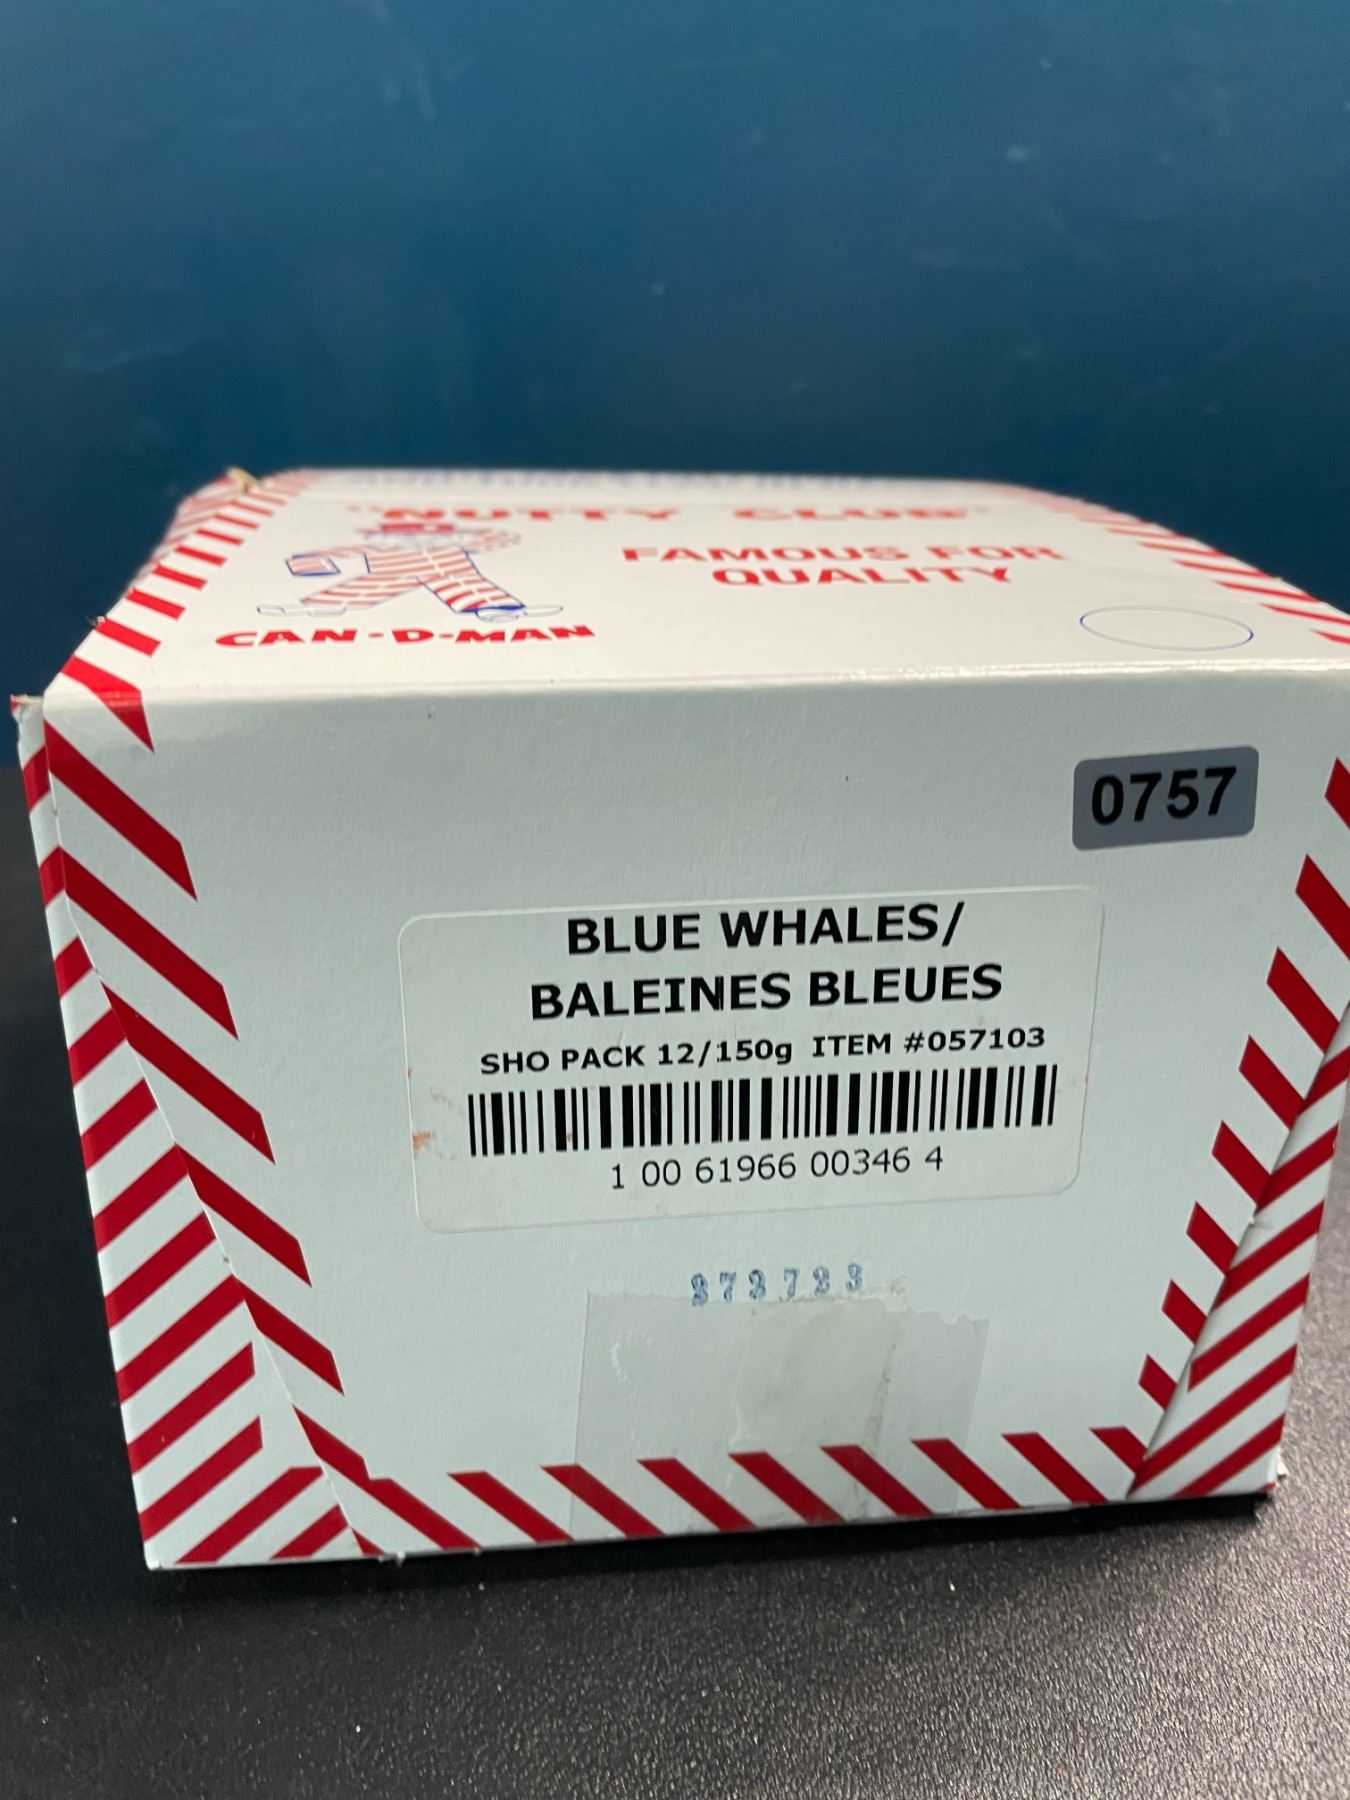 "NUTTY CLUB"
FAMOUS FOR
QUALITY
CAN-D-MAN
0757
BLUE WHALES/
BALEINES BLEUES
SHO PACK 12/150g ITEM #057103
1 00 61966 00346 4